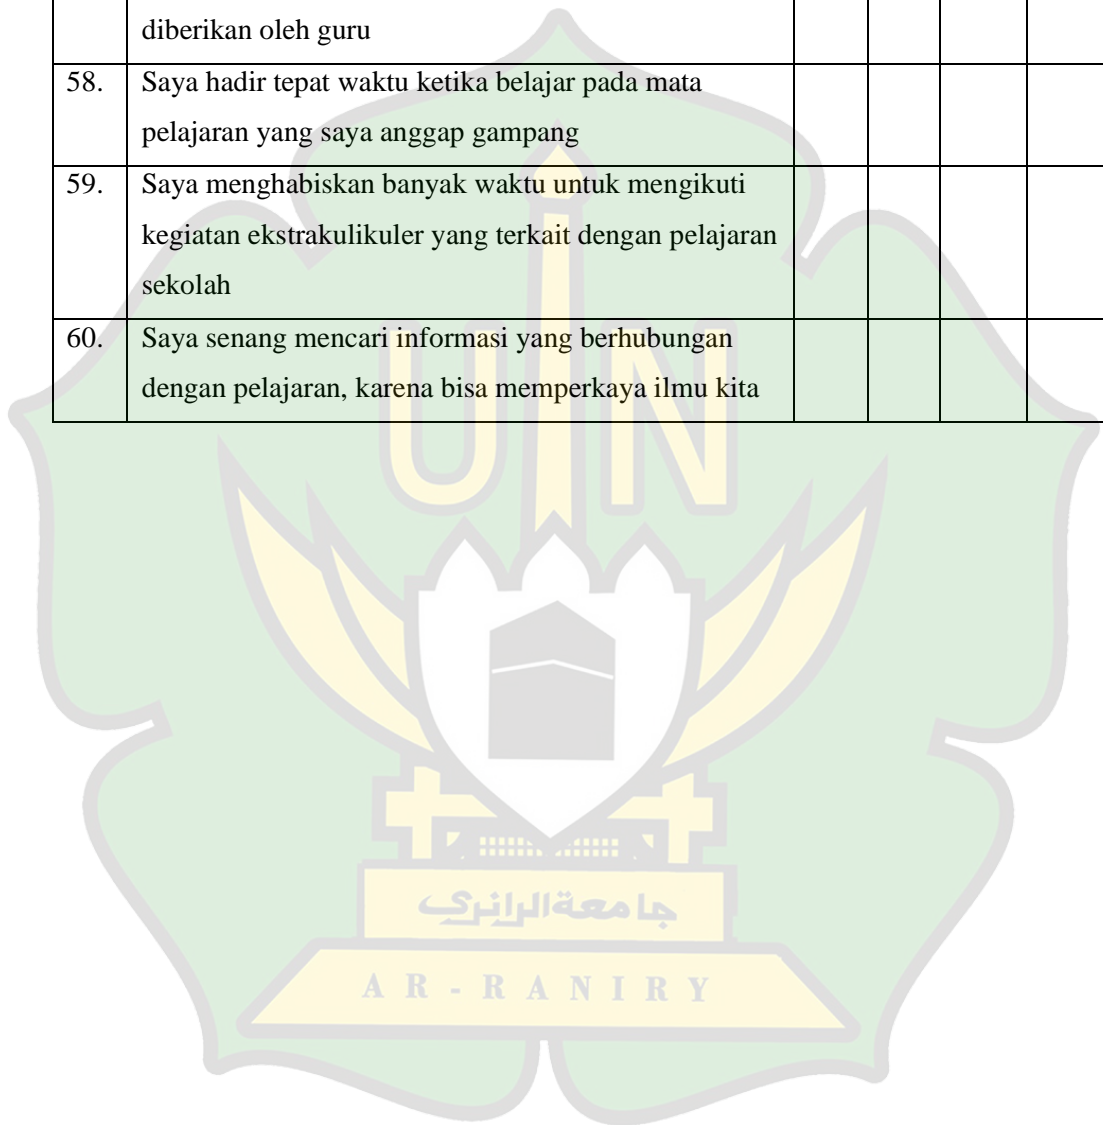 diberikan oleh guru
58. Saya hadir tepat waktu ketika belajar pada mata
pelajaran yang saya anggap gampang
59. Saya menghabiskan banyak waktu untuk mengikuti
kegiatan ekstrakulikuler yang terkait dengan pelajaran
sekolah
60. Saya senang mencari informasi yang berhubungan
dengan pelajaran, karena bisa memperkaya ilmu kita
UIN
جامعةالرانري
AR-RANIRY